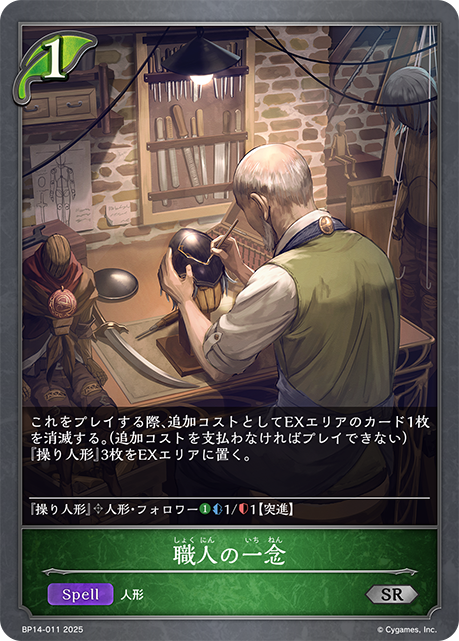 1
これをプレイする際、追加コストとしてEXエリアのカード1枚
を消滅する。(追加コストを支払わなければプレイできない)
『操り人形』3枚をEXエリアに置く。
『操り人形』人形・フォロワー1 1/1【突進】
しょくにん いちねん
職人の一念
Spell 人形 SR
BP14-011 2025 © Cygames, Inc.